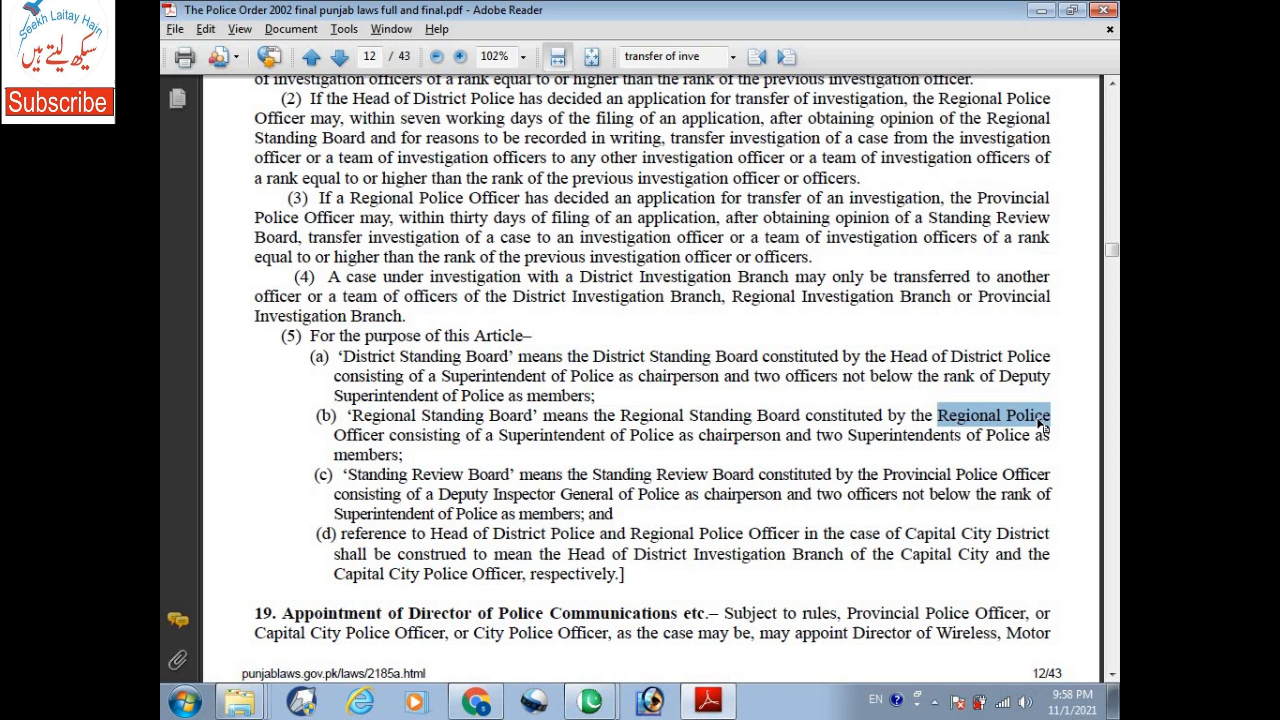 Seekh Laitay Hain
سیکھ لیتے ہیں
Subscribe
The Police Order 2002 final punjab laws full and final.pdf - Adobe Reader
File Edit View Document Tools Window Help
12 / 43 102% transfer of inve
of investigation officers of a rank equal to or higher than the rank of the previous investigation officer.
(2) If the Head of District Police has decided an application for transfer of investigation, the Regional Police
Officer may, within seven working days of the filing of an application, after obtaining opinion of the Regional
Standing Board and for reasons to be recorded in writing, transfer investigation of a case from the investigation
officer or a team of investigation officers to any other investigation officer or a team of investigation officers of
a rank equal to or higher than the rank of the previous investigation officer or officers.
(3) If a Regional Police Officer has decided an application for transfer of an investigation, the Provincial
Police Officer may, within thirty days of filing of an application, after obtaining opinion of a Standing Review
Board, transfer investigation of a case to an investigation officer or a team of investigation officers of a rank
equal to or higher than the rank of the previous investigation officer or officers.
(4) A case under investigation with a District Investigation Branch may only be transferred to another
officer or a team of officers of the District Investigation Branch, Regional Investigation Branch or Provincial
Investigation Branch.
(5) For the purpose of this Article–
(a) ‘District Standing Board’ means the District Standing Board constituted by the Head of District Police
consisting of a Superintendent of Police as chairperson and two officers not below the rank of Deputy
Superintendent of Police as members;
(b) ‘Regional Standing Board’ means the Regional Standing Board constituted by the Regional Police
Officer consisting of a Superintendent of Police as chairperson and two Superintendents of Police as
members;
(c) ‘Standing Review Board’ means the Standing Review Board constituted by the Provincial Police Officer
consisting of a Deputy Inspector General of Police as chairperson and two officers not below the rank of
Superintendent of Police as members; and
(d) reference to Head of District Police and Regional Police Officer in the case of Capital City District
shall be construed to mean the Head of District Investigation Branch of the Capital City and the
Capital City Police Officer, respectively.]
19. Appointment of Director of Police Communications etc.– Subject to rules, Provincial Police Officer, or
Capital City Police Officer, or City Police Officer, as the case may be, may appoint Director of Wireless, Motor
punjablaws.gov.pk/laws/2185a.html 12/43
EN 9:58 PM
11/1/2021